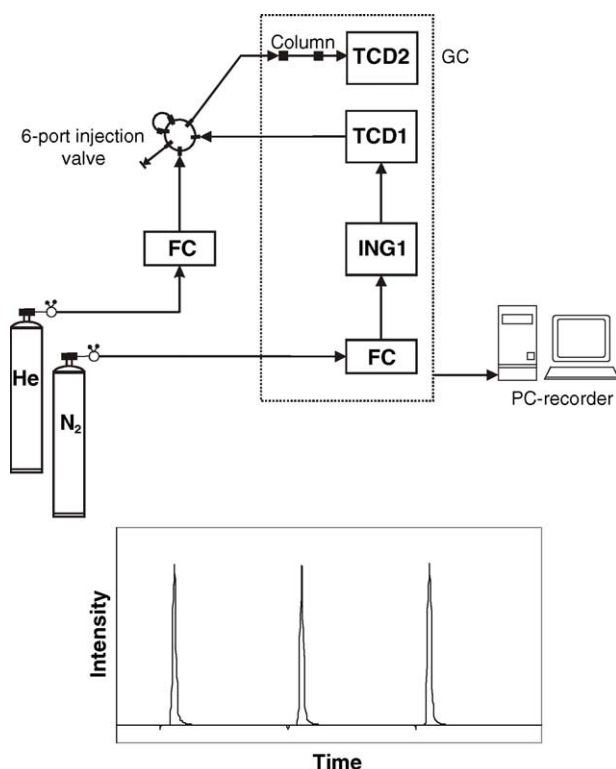 Column
TCD2
GC
6-port injection
valve
TCD1
FC
ING1
He
FC
N₂
PC-recorder
Intensity
Time